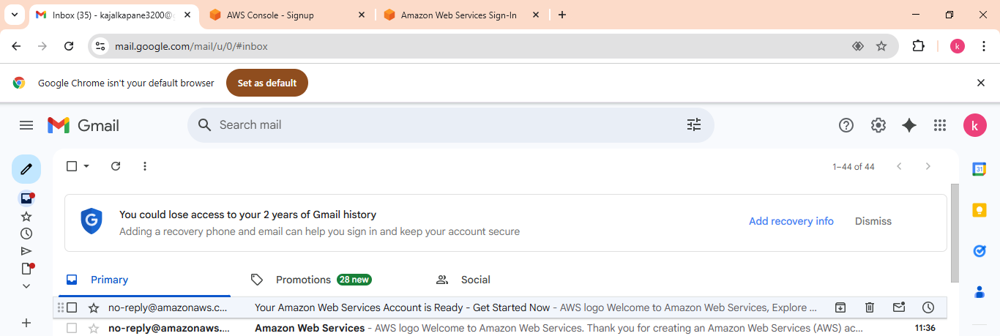 Inbox (35) - kajalkapane3200@g
AWS Console - Signup
Amazon Web Services Sign-In
mail.google.com/mail/u/0/#inbox
k
Google Chrome isn't your default browser
Set as default
Gmail
Search mail
k
1–44 of 44
31
G
You could lose access to your 2 years of Gmail history
Adding a recovery phone and email can help you sign in and keep your account secure
Add recovery info
Dismiss
Primary
Promotions 28 new
Social
no-reply@amazonaws.c... Your Amazon Web Services Account is Ready - Get Started Now - AWS logo Welcome to Amazon Web Services, Explore ...
no-reply@amazonaws.... Amazon Web Services - AWS logo Welcome to Amazon Web Services. Thank you for creating an Amazon Web Services (AWS) ac... 11:36